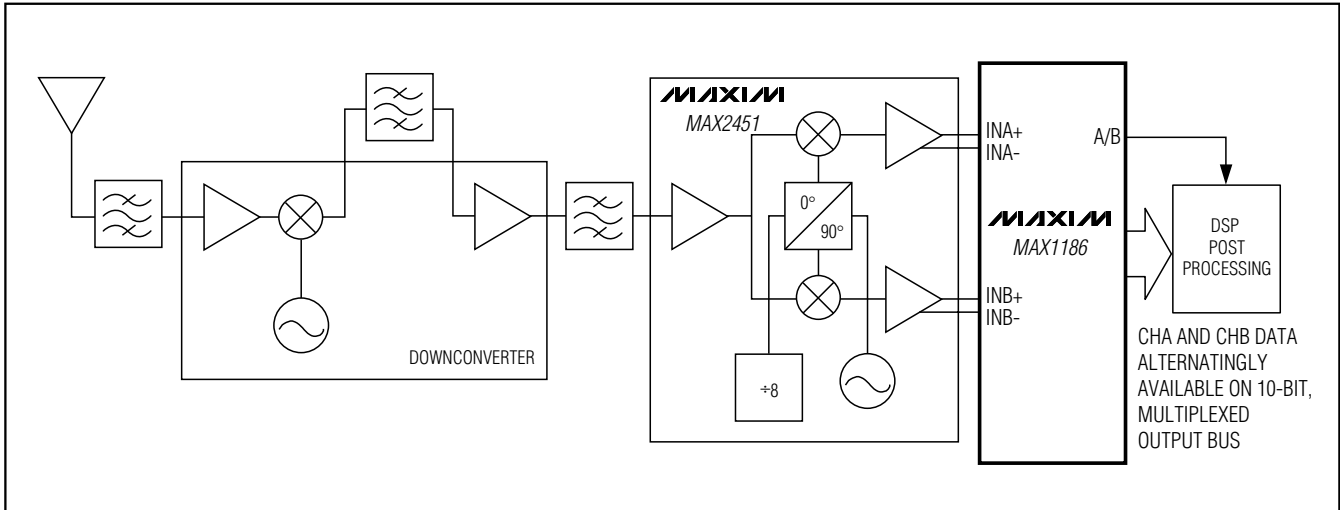 MAXIM
MAX2451
0°
90°
÷8
DOWNCONVERTER
INA+
INA-
INB+
INB-
A/B
MAXIM
MAX1186
DSP
POST
PROCESSING
CHA AND CHB DATA
ALTERNATINGLY
AVAILABLE ON 10-BIT,
MULTIPLEXED
OUTPUT BUS